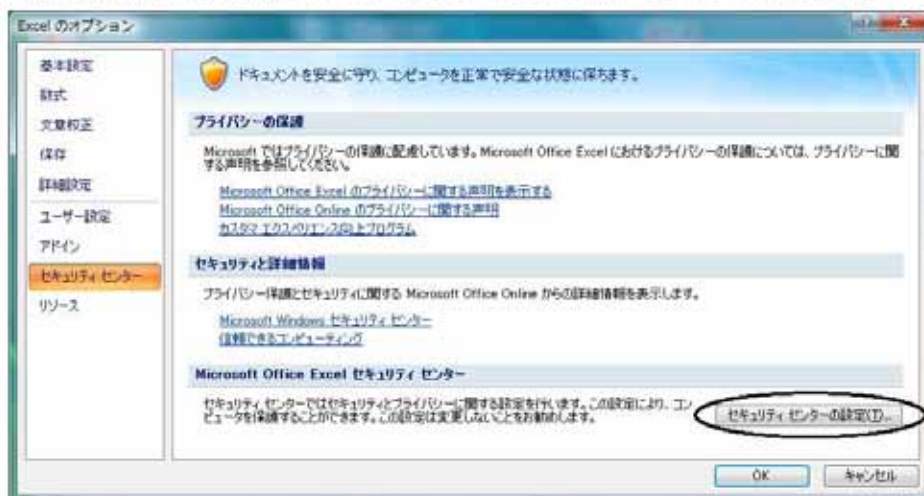 Excel のオプション
基本設定
数式
文章校正
保存
詳細設定
ユーザー設定
アドイン
セキュリティ センター
リソース
ドキュメントを安全に守り、コンピュータを正常で安全な状態に保ちます。
プライバシーの保護
Microsoft ではプライバシーの保護に配慮しています。Microsoft Office Excel におけるプライバシーの保護については、プライバシーに関
する声明を参照してください。
Microsoft Office Excel のプライバシーに関する声明を表示する
Microsoft Office Online のプライバシーに関する声明
カスタマ エクスペリエンス向上プログラム
セキュリティと詳細情報
プライバシー保護とセキュリティに関する Microsoft Office Online からの詳細情報を表示します。
Microsoft Windows セキュリティ センター
信頼できるコンピューティング
Microsoft Office Excel セキュリティ センター
セキュリティ センターではセキュリティとプライバシーに関する設定を行います。この設定により、コン
ピュータを保護することができます。この設定は変更しないことをお勧めします。
セキュリティ センターの設定(T)...
OK
キャンセル